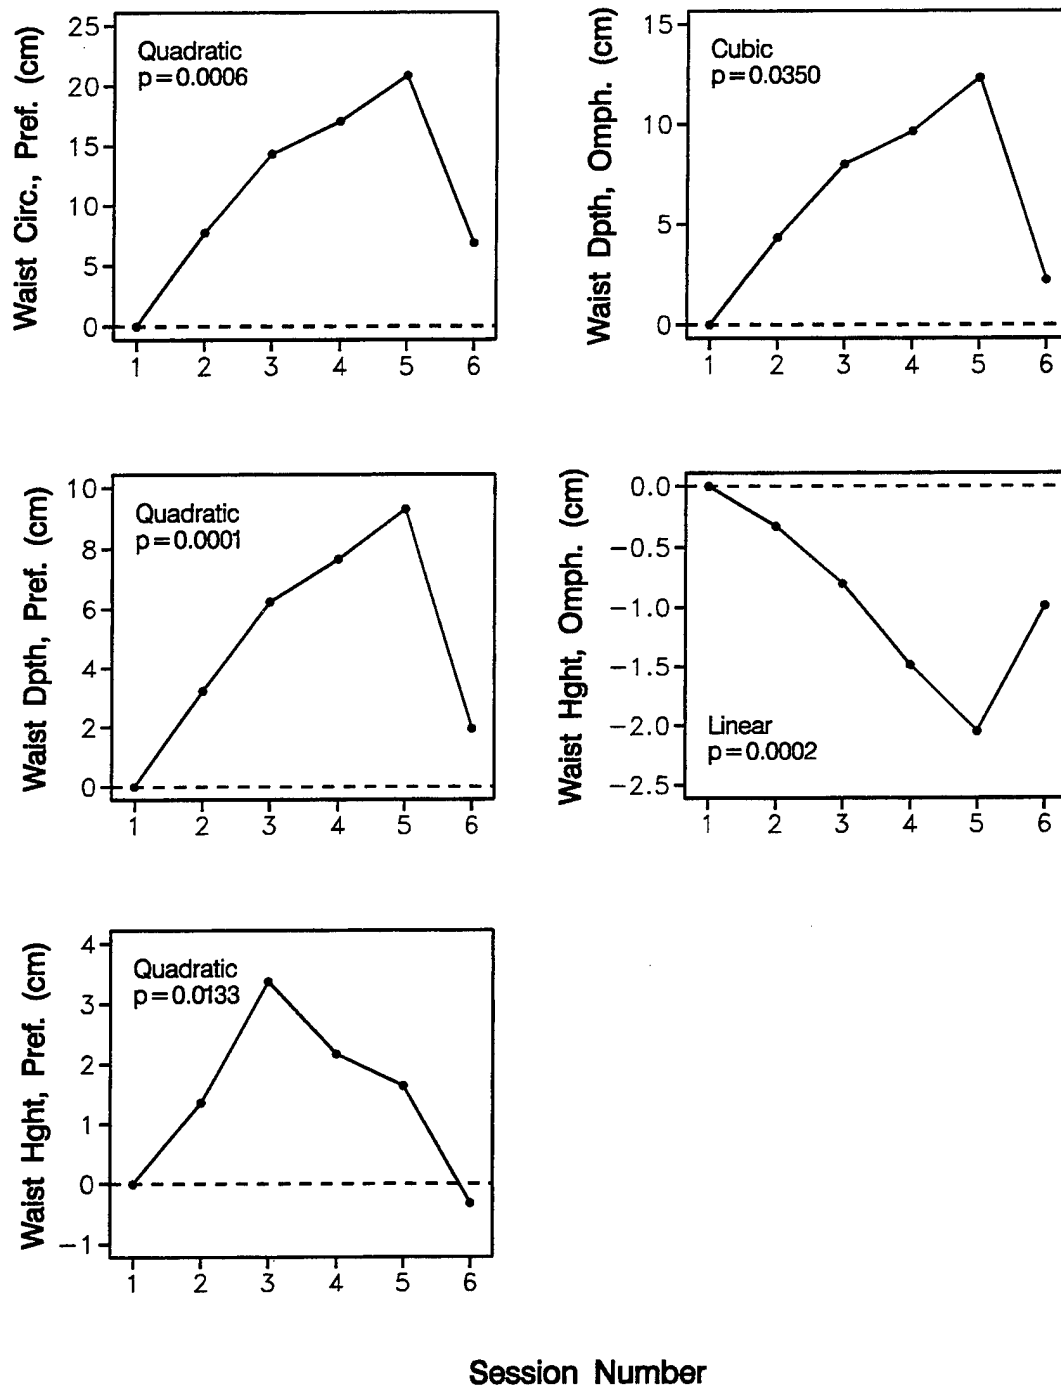 Waist Circ., Pref. (cm)
25
20
15
10
5
0
Quadratic
p=0.0006
1 2 3 4 5 6
Waist Dpth, Omph. (cm)
15
10
5
0
Cubic
p=0.0350
1 2 3 4 5 6
Waist Dpth, Pref. (cm)
10
8
6
4
2
0
Quadratic
p=0.0001
1 2 3 4 5 6
Waist Hght, Omph. (cm)
0.0
-0.5
-1.0
-1.5
-2.0
-2.5
Linear
p=0.0002
1 2 3 4 5 6
Waist Hght, Pref. (cm)
4
3
2
1
0
-1
Quadratic
p=0.0133
1 2 3 4 5 6
Session Number